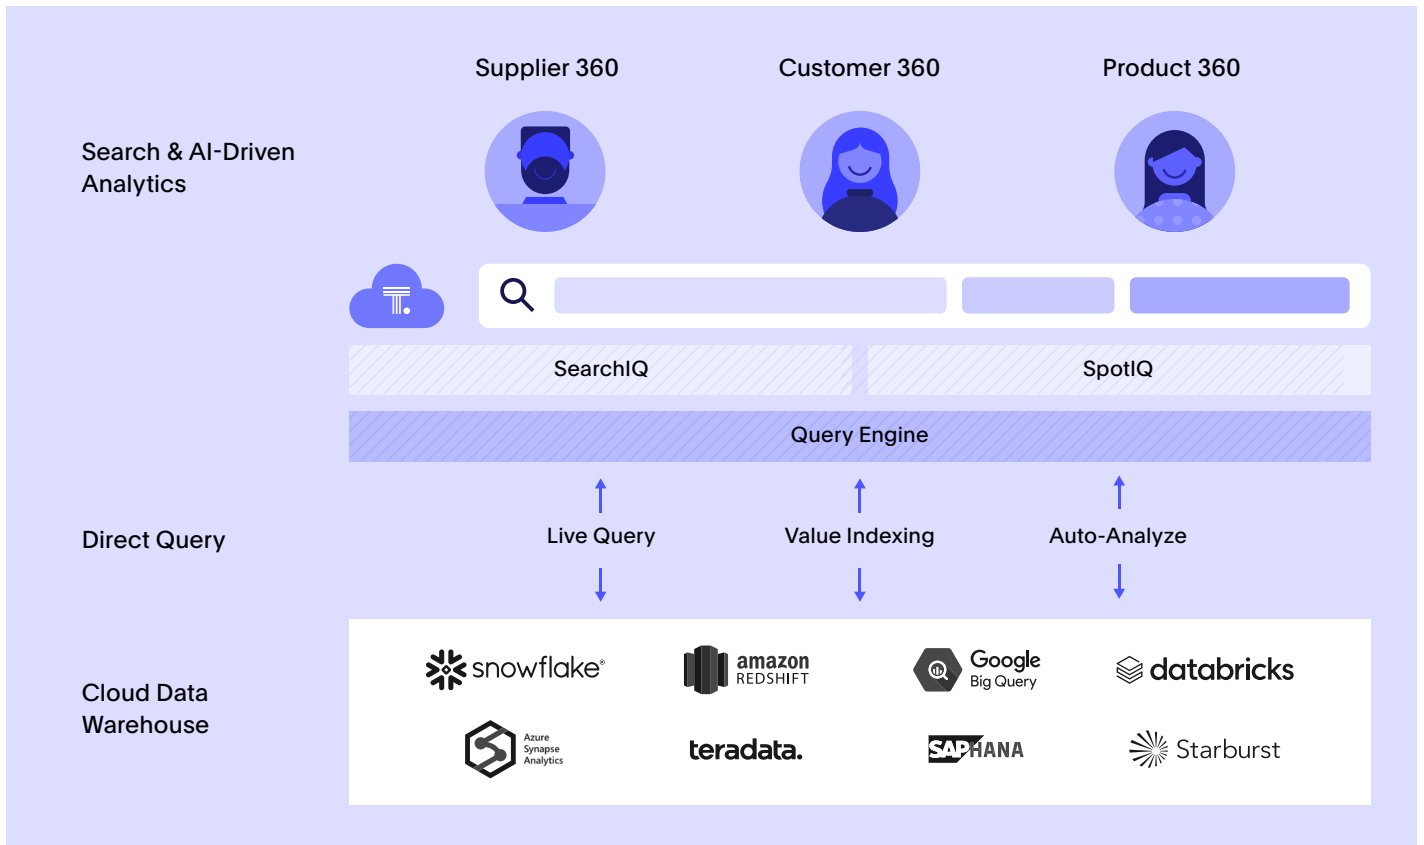 Supplier 360
Customer 360
Product 360
Search & AI-Driven
Analytics
T.
SearchIQ
SpotIQ
Query Engine
Direct Query
Live Query
Value Indexing
Auto-Analyze
Cloud Data
Warehouse
snowflake®
amazon
REDSHIFT
Google
Big Query
databricks
Azure
Synapse
Analytics
teradata.
SAP HANA
Starburst